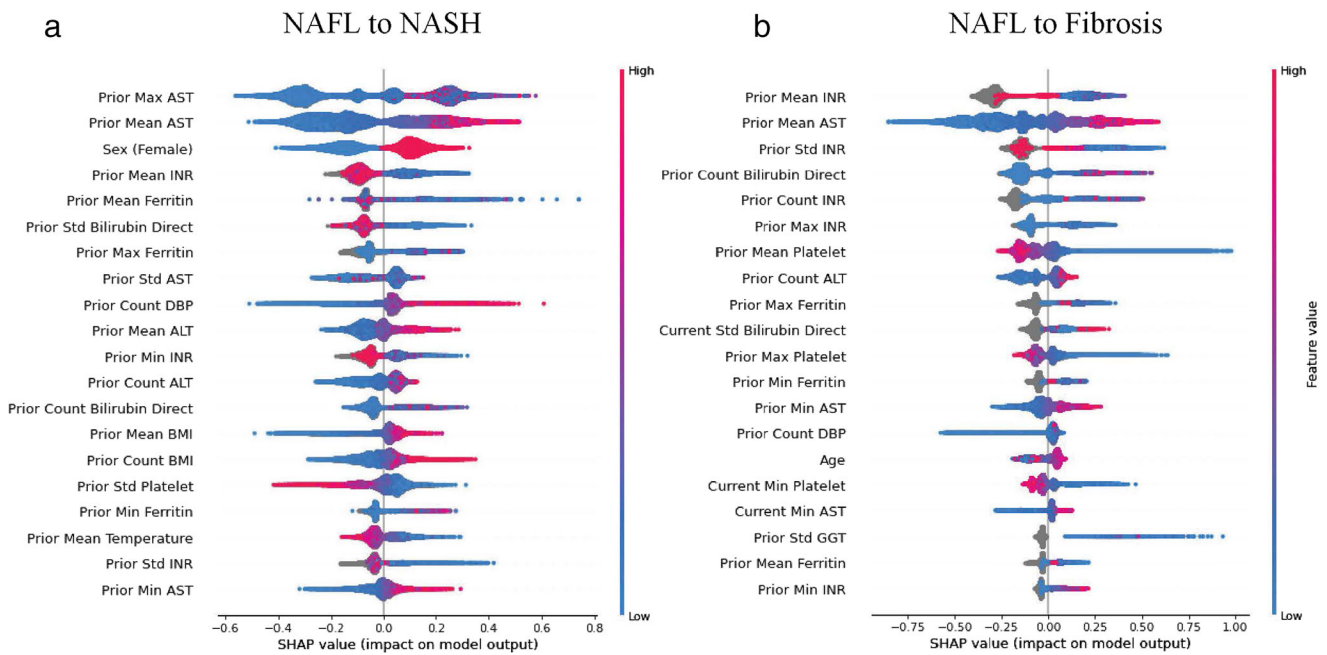 a
NAFL to NASH
High
Prior Max AST
Prior Mean AST
Sex (Female)
Prior Mean INR
Prior Mean Ferritin
Prior Std Bilirubin Direct
Prior Max Ferritin
Prior Std AST
Prior Count DBP
Prior Mean ALT
Prior Min INR
Prior Count ALT
Prior Count Bilirubin Direct
Prior Mean BMI
Prior Count BMI
Prior Std Platelet
Prior Min Ferritin
Prior Mean Temperature
Prior Std INR
Prior Min AST
Low
−0.6 −0.4 −0.2 0.0 0.2 0.4 0.6 0.8
SHAP value (impact on model output)
b
NAFL to Fibrosis
High
Prior Mean INR
Prior Mean AST
Prior Std INR
Prior Count Bilirubin Direct
Prior Count INR
Prior Max INR
Prior Mean Platelet
Prior Count ALT
Prior Max Ferritin
Current Std Bilirubin Direct
Prior Max Platelet
Prior Min Ferritin
Prior Min AST
Prior Count DBP
Age
Current Min Platelet
Current Min AST
Prior Std GGT
Prior Mean Ferritin
Prior Min INR
Low
Feature value
−0.75 −0.50 −0.25 0.00 0.25 0.50 0.75 1.00
SHAP value (impact on model output)